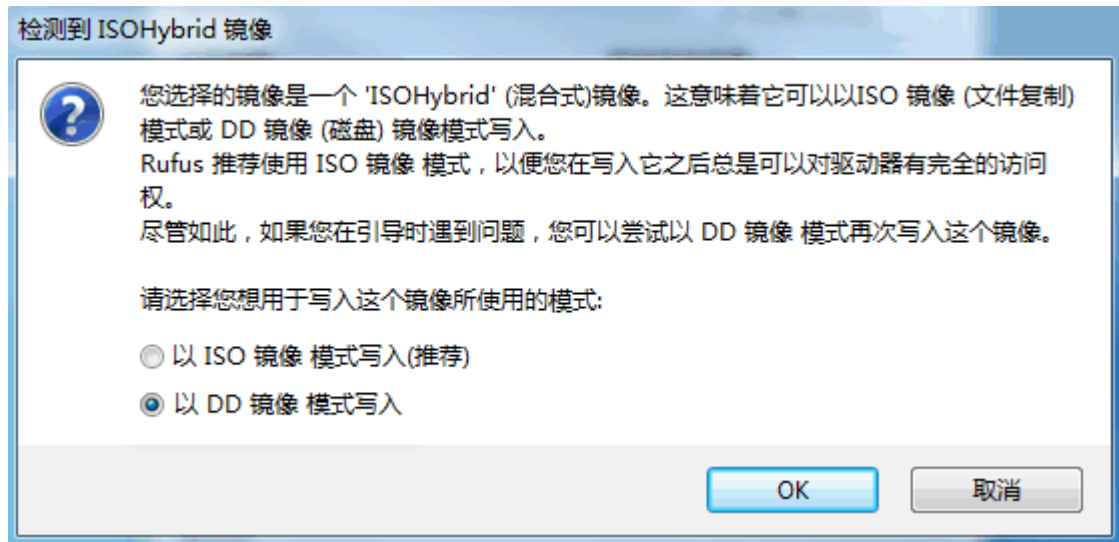 检测到 ISOHybrid 镜像
您选择的镜像是一个 'ISOHybrid' (混合式)镜像。这意味着它可以以ISO 镜像 (文件复制)
模式或 DD 镜像 (磁盘) 镜像模式写入。
Rufus 推荐使用 ISO 镜像 模式，以便您在写入它之后总是可以对驱动器有完全的访问
权。
尽管如此，如果您在引导时遇到问题，您可以尝试以 DD 镜像 模式再次写入这个镜像。
请选择您想用于写入这个镜像所使用的模式:
以 ISO 镜像 模式写入(推荐)
以 DD 镜像 模式写入
OK
取消